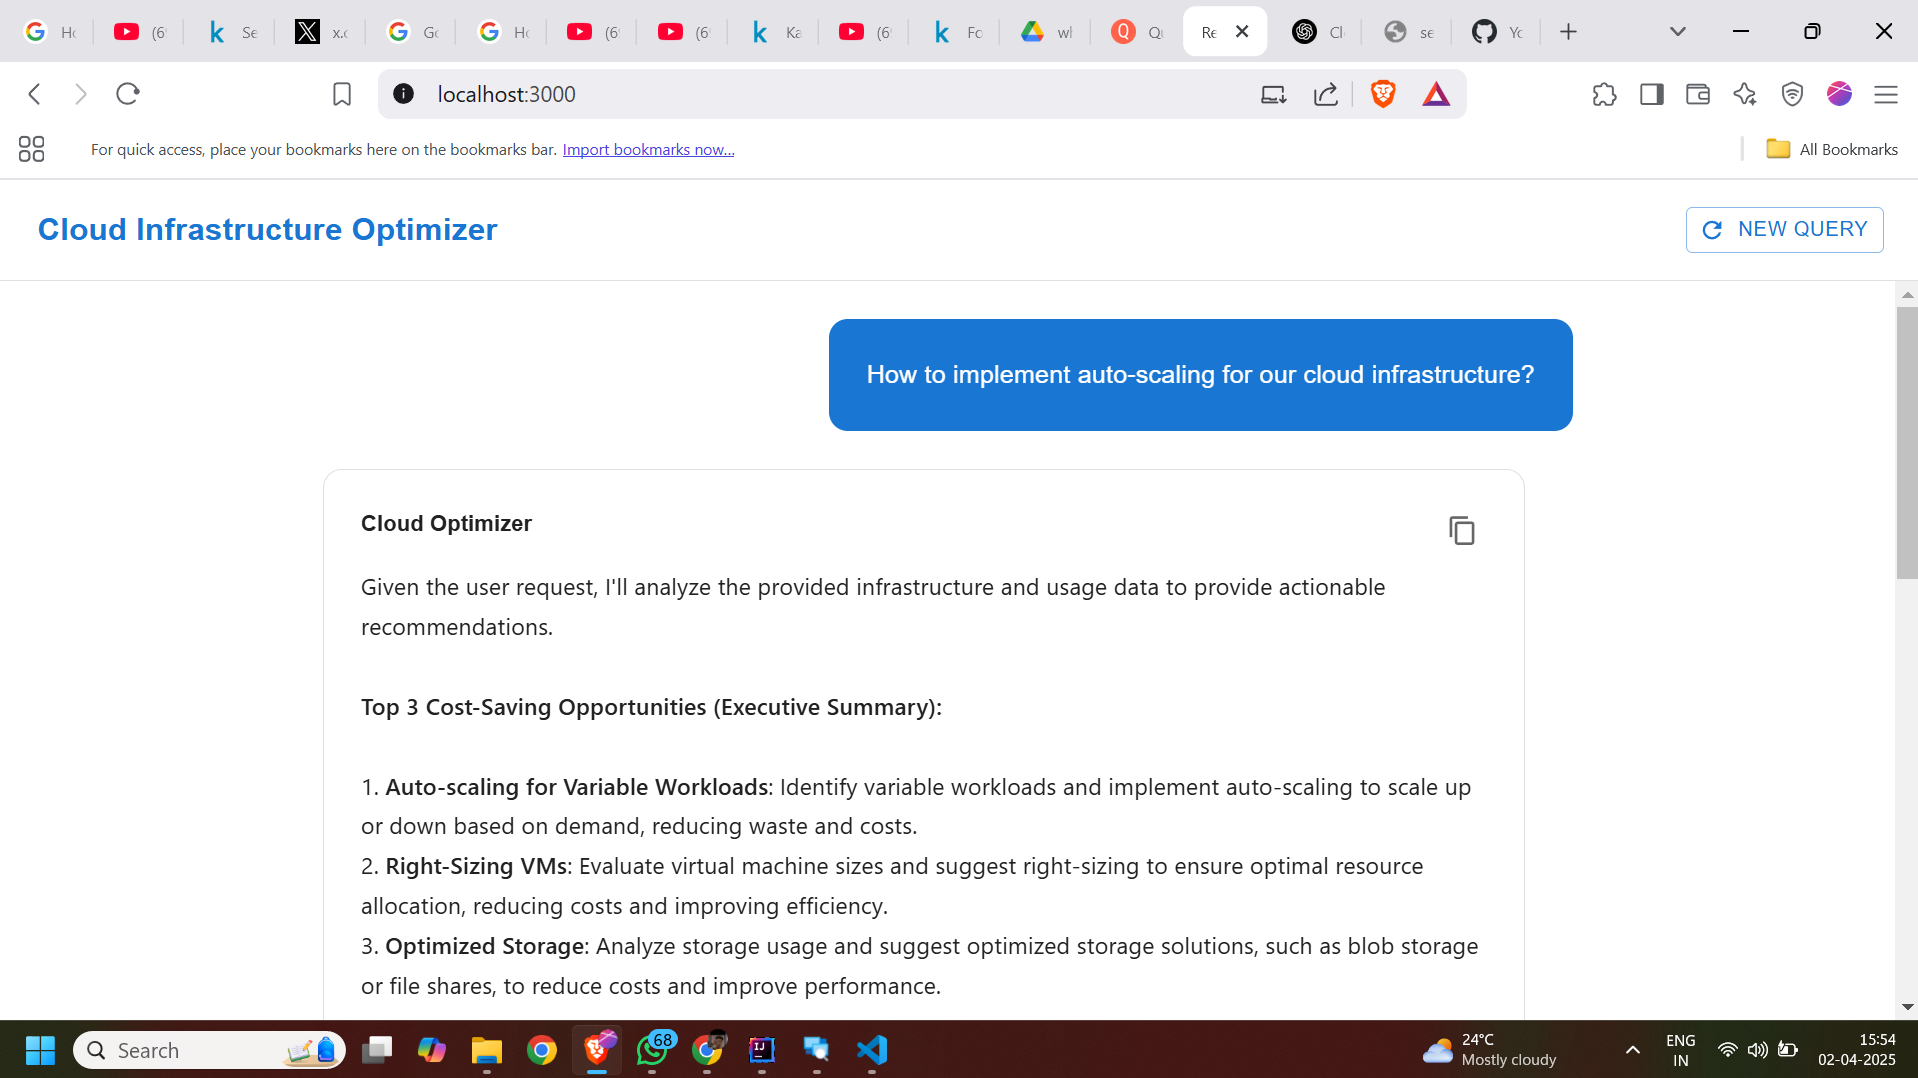 Ho
(6
Se
x.c
Go
Ho
(6
(6
Ka
(6
Fo
wh
Qu
Re
Cl
se
Yo
localhost:3000
For quick access, place your bookmarks here on the bookmarks bar. Import bookmarks now...
All Bookmarks
Cloud Infrastructure Optimizer
NEW QUERY
How to implement auto-scaling for our cloud infrastructure?
Cloud Optimizer
Given the user request, I'll analyze the provided infrastructure and usage data to provide actionable
recommendations.
Top 3 Cost-Saving Opportunities (Executive Summary):
1. Auto-scaling for Variable Workloads: Identify variable workloads and implement auto-scaling to scale up
or down based on demand, reducing waste and costs.
2. Right-Sizing VMs: Evaluate virtual machine sizes and suggest right-sizing to ensure optimal resource
allocation, reducing costs and improving efficiency.
3. Optimized Storage: Analyze storage usage and suggest optimized storage solutions, such as blob storage
or file shares, to reduce costs and improve performance.
Search
68
24°C
Mostly cloudy
ENG
IN
15:54
02-04-2025